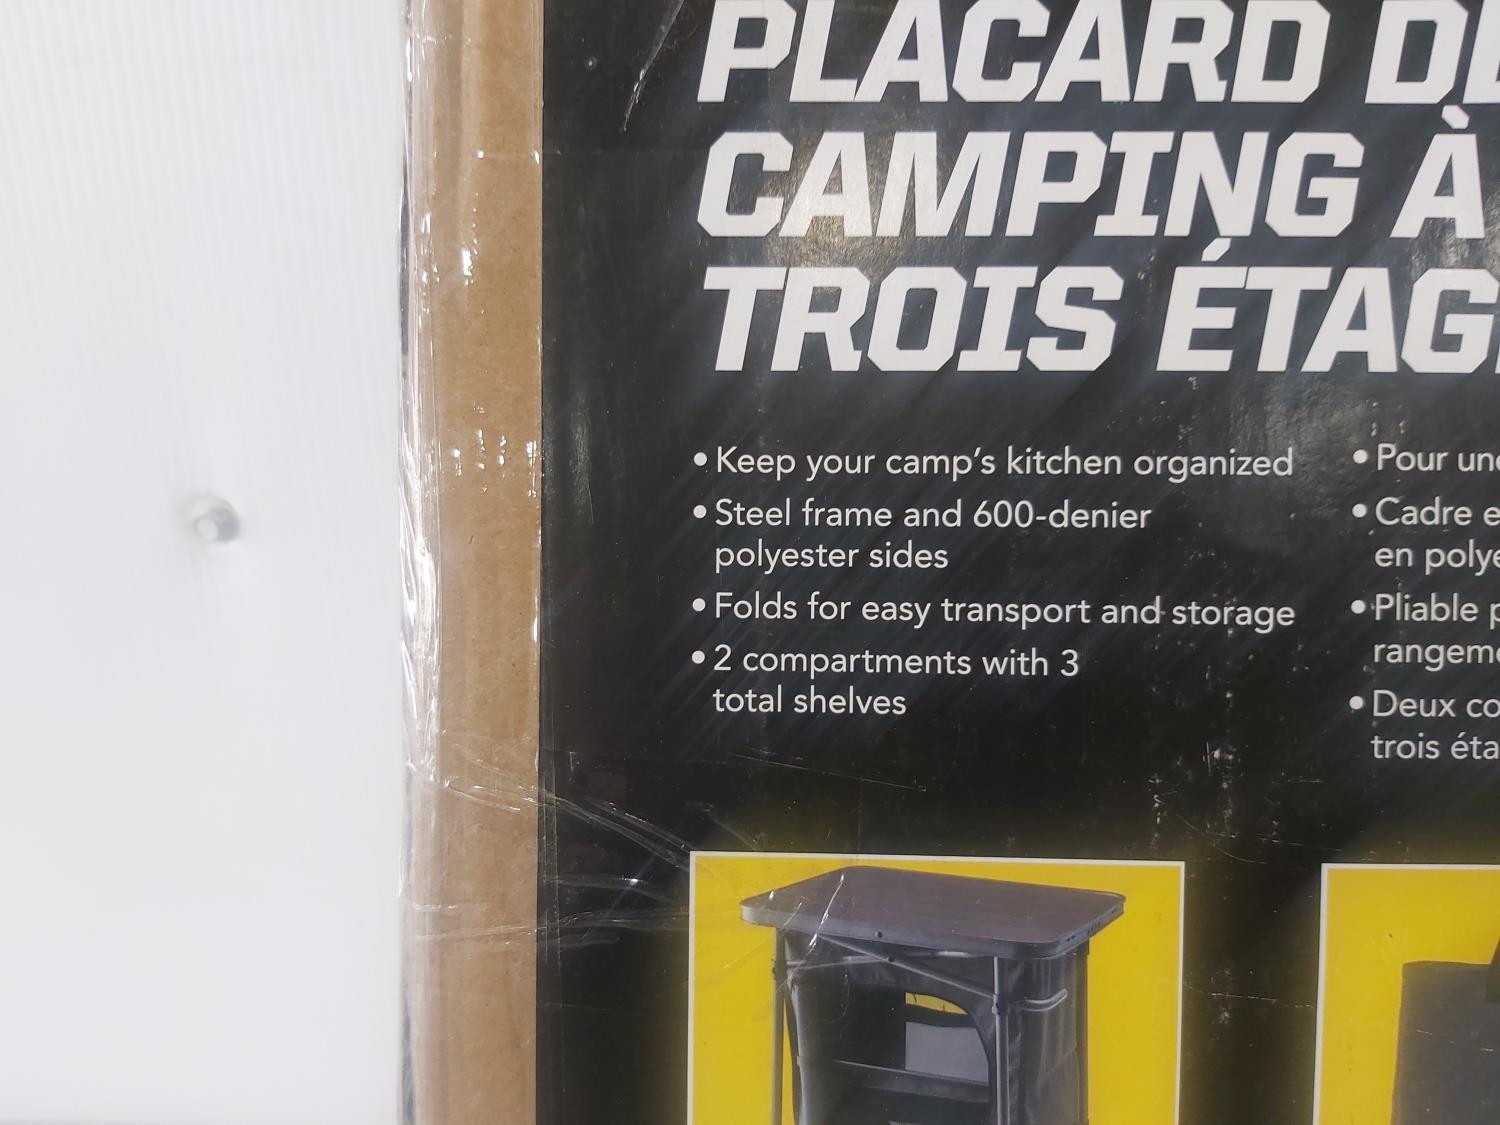 PLACARD DE
CAMPING À
TROIS ÉTAG
• Keep your camp's kitchen organized
• Steel frame and 600-denier
polyester sides
• Folds for easy transport and storage
• 2 compartments with 3
total shelves
• Pour une
• Cadre e
en polye
• Pliable p
rangeme
• Deux co
trois éta